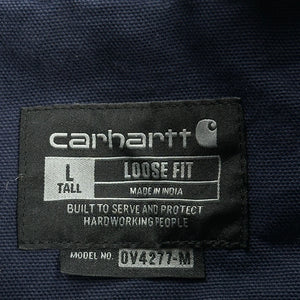 carhartt
L
TALL
LOOSE FIT
MADE IN INDIA
BUILT TO SERVE AND PROTECT
HARDWORKING PEOPLE
MODEL NO OV4277-M